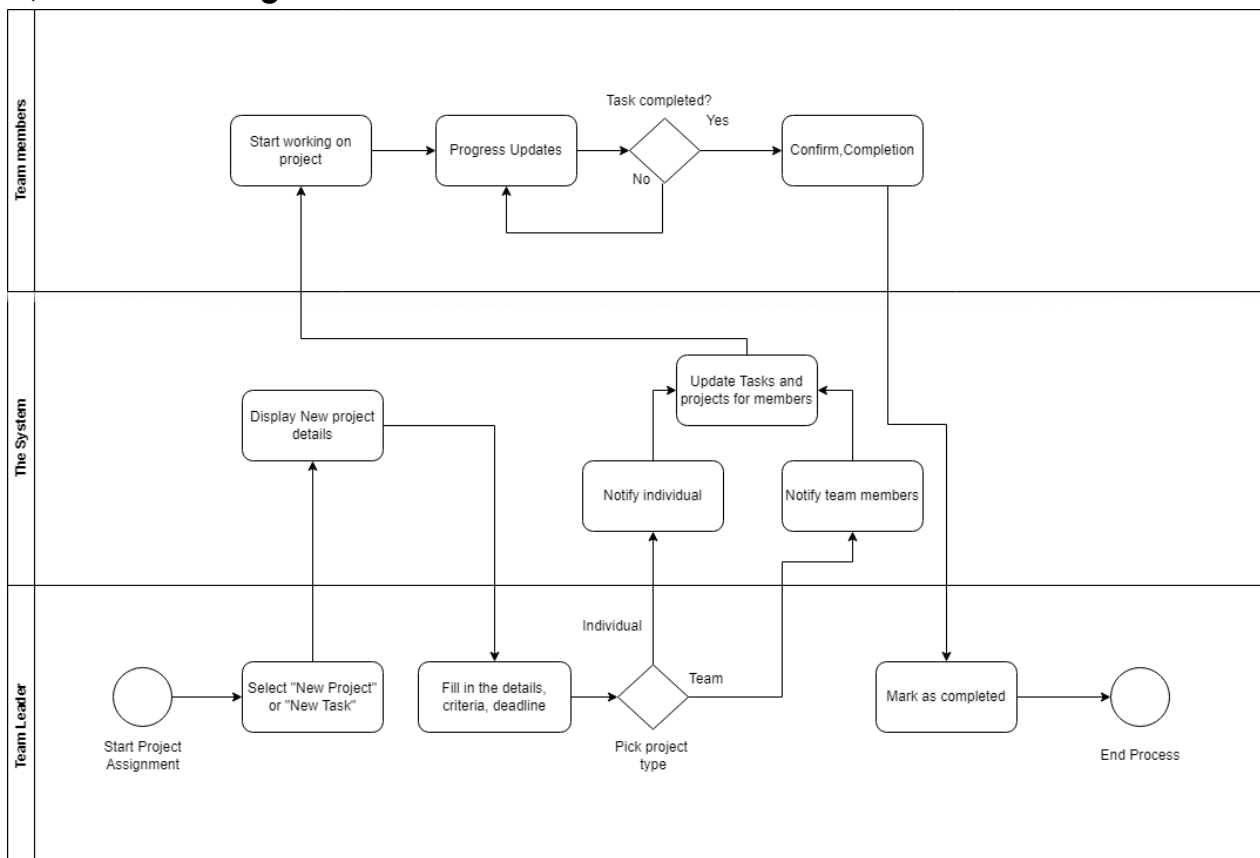 Team members
Task completed?
Yes
Start working on
project
Progress Updates
Confirm,Completion
No
The System
Update Tasks and
projects for members
Display New project
details
Notify individual
Notify team members
Team Leader
Individual
Team
Select "New Project"
or "New Task"
Fill in the details,
criteria, deadline
Mark as completed
Start Project
Assignment
Pick project
type
End Process